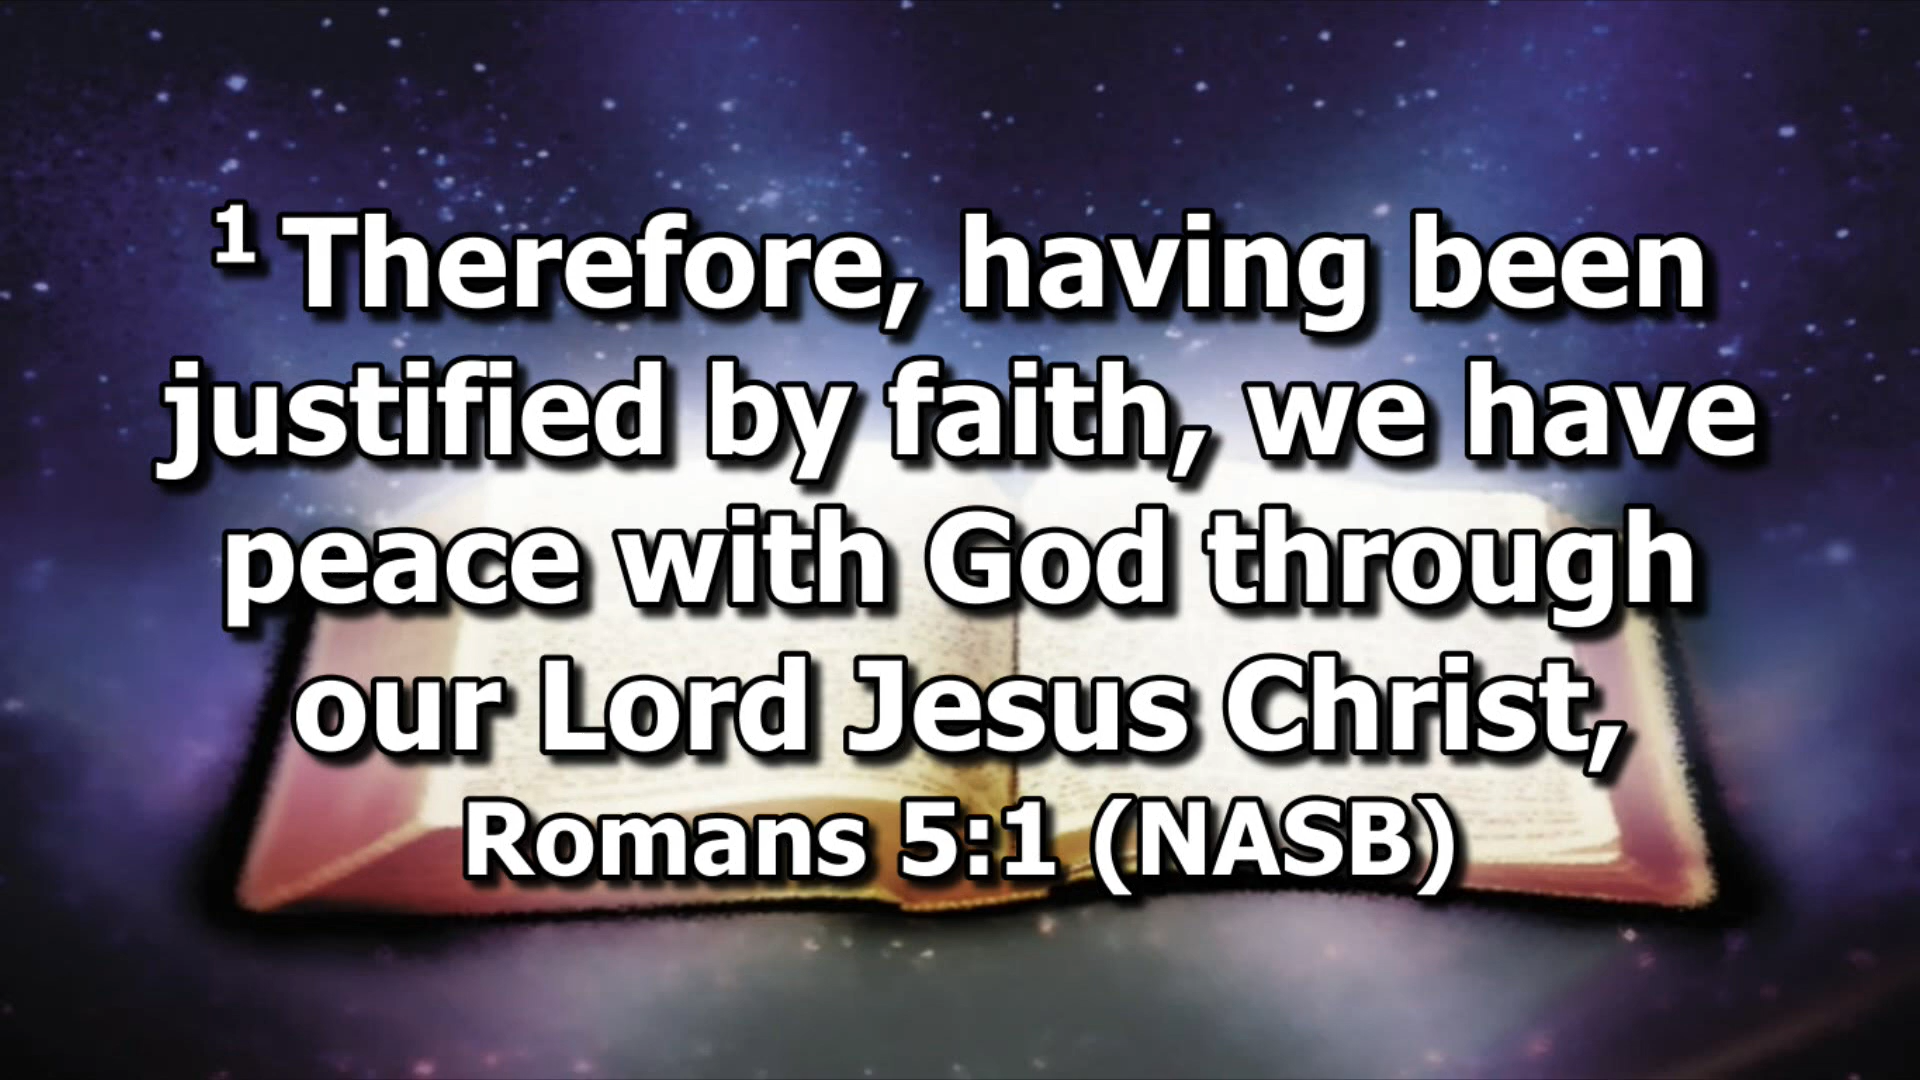 1 Therefore, having been
justified by faith, we have
peace with God through
our Lord Jesus Christ,
Romans 5:1 (NASB)